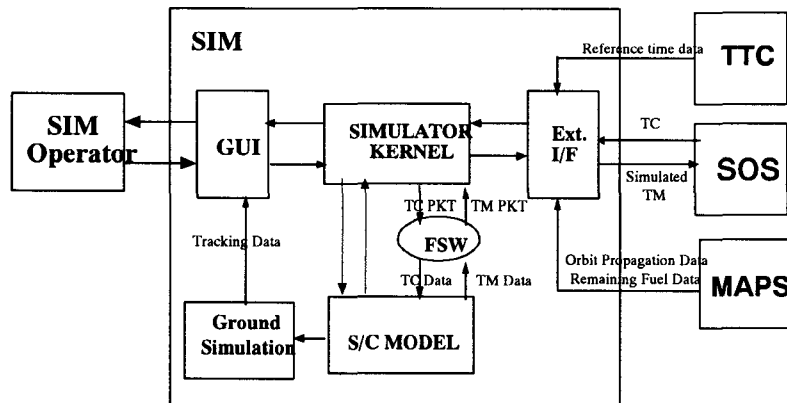 SIM
Reference time data
TTC
SIM
Operator
GUI
SIMULATOR
KERNEL
Ext.
I/F
TC
SOS
Simulated
TM
TC PKT
TM PKT
FSW
Tracking Data
TC Data
TM Data
Orbit Propagation Data
Remaining Fuel Data
MAPS
Ground
Simulation
S/C MODEL